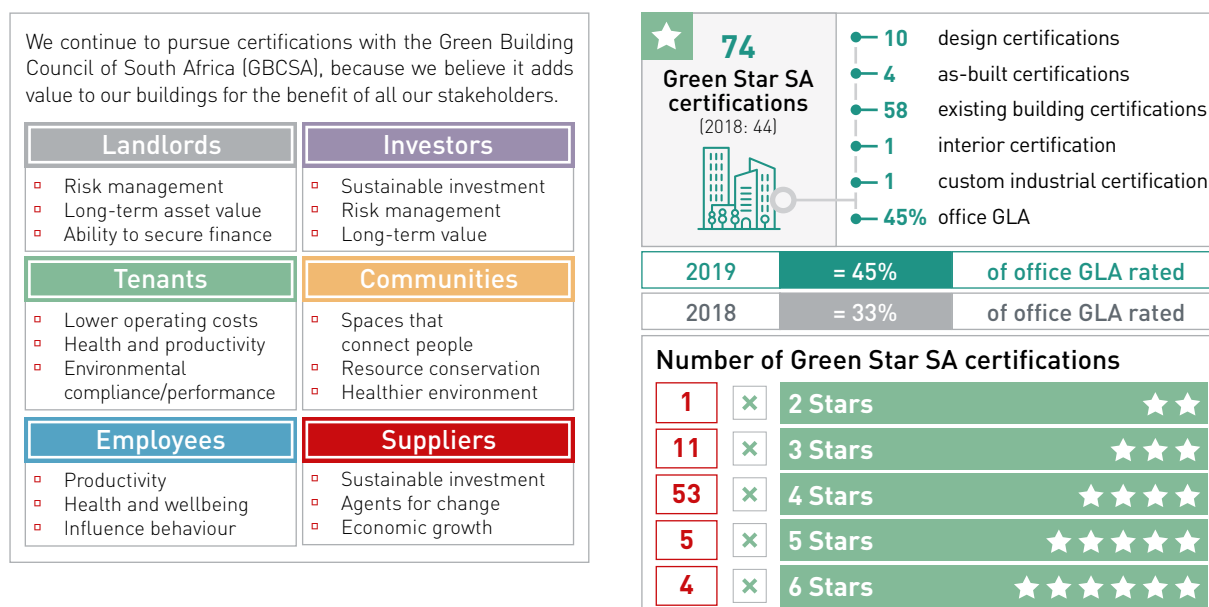 We continue to pursue certifications with the Green Building
Council of South Africa (GBCSA), because we believe it adds
value to our buildings for the benefit of all our stakeholders.
Landlords
Risk management
Long-term asset value
Ability to secure finance
Investors
Sustainable investment
Risk management
Long-term value
Tenants
Lower operating costs
Health and productivity
Environmental
compliance/performance
Communities
Spaces that
connect people
Resource conservation
Healthier environment
Employees
Productivity
Health and wellbeing
Influence behaviour
Suppliers
Sustainable investment
Agents for change
Economic growth
74
Green Star SA
certifications
(2018: 44)
10 design certifications
4 as-built certifications
58 existing building certifications
1 interior certification
1 custom industrial certification
45% office GLA
2019 = 45% of office GLA rated
2018 = 33% of office GLA rated
Number of Green Star SA certifications
1 × 2 Stars
11 × 3 Stars
53 × 4 Stars
5 × 5 Stars
4 × 6 Stars